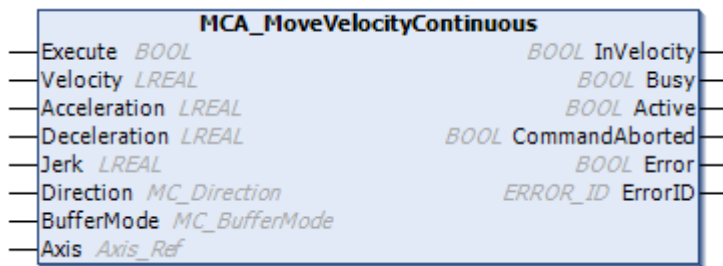 MCA_MoveVelocityContinuous
Execute BOOL BOOL InVelocity
Velocity LREAL BOOL Busy
Acceleration LREAL BOOL Active
Deceleration LREAL BOOL CommandAborted
Jerk LREAL BOOL Error
Direction MC_Direction ERROR_ID ErrorID
BufferMode MC_BufferMode
Axis Axis_Ref